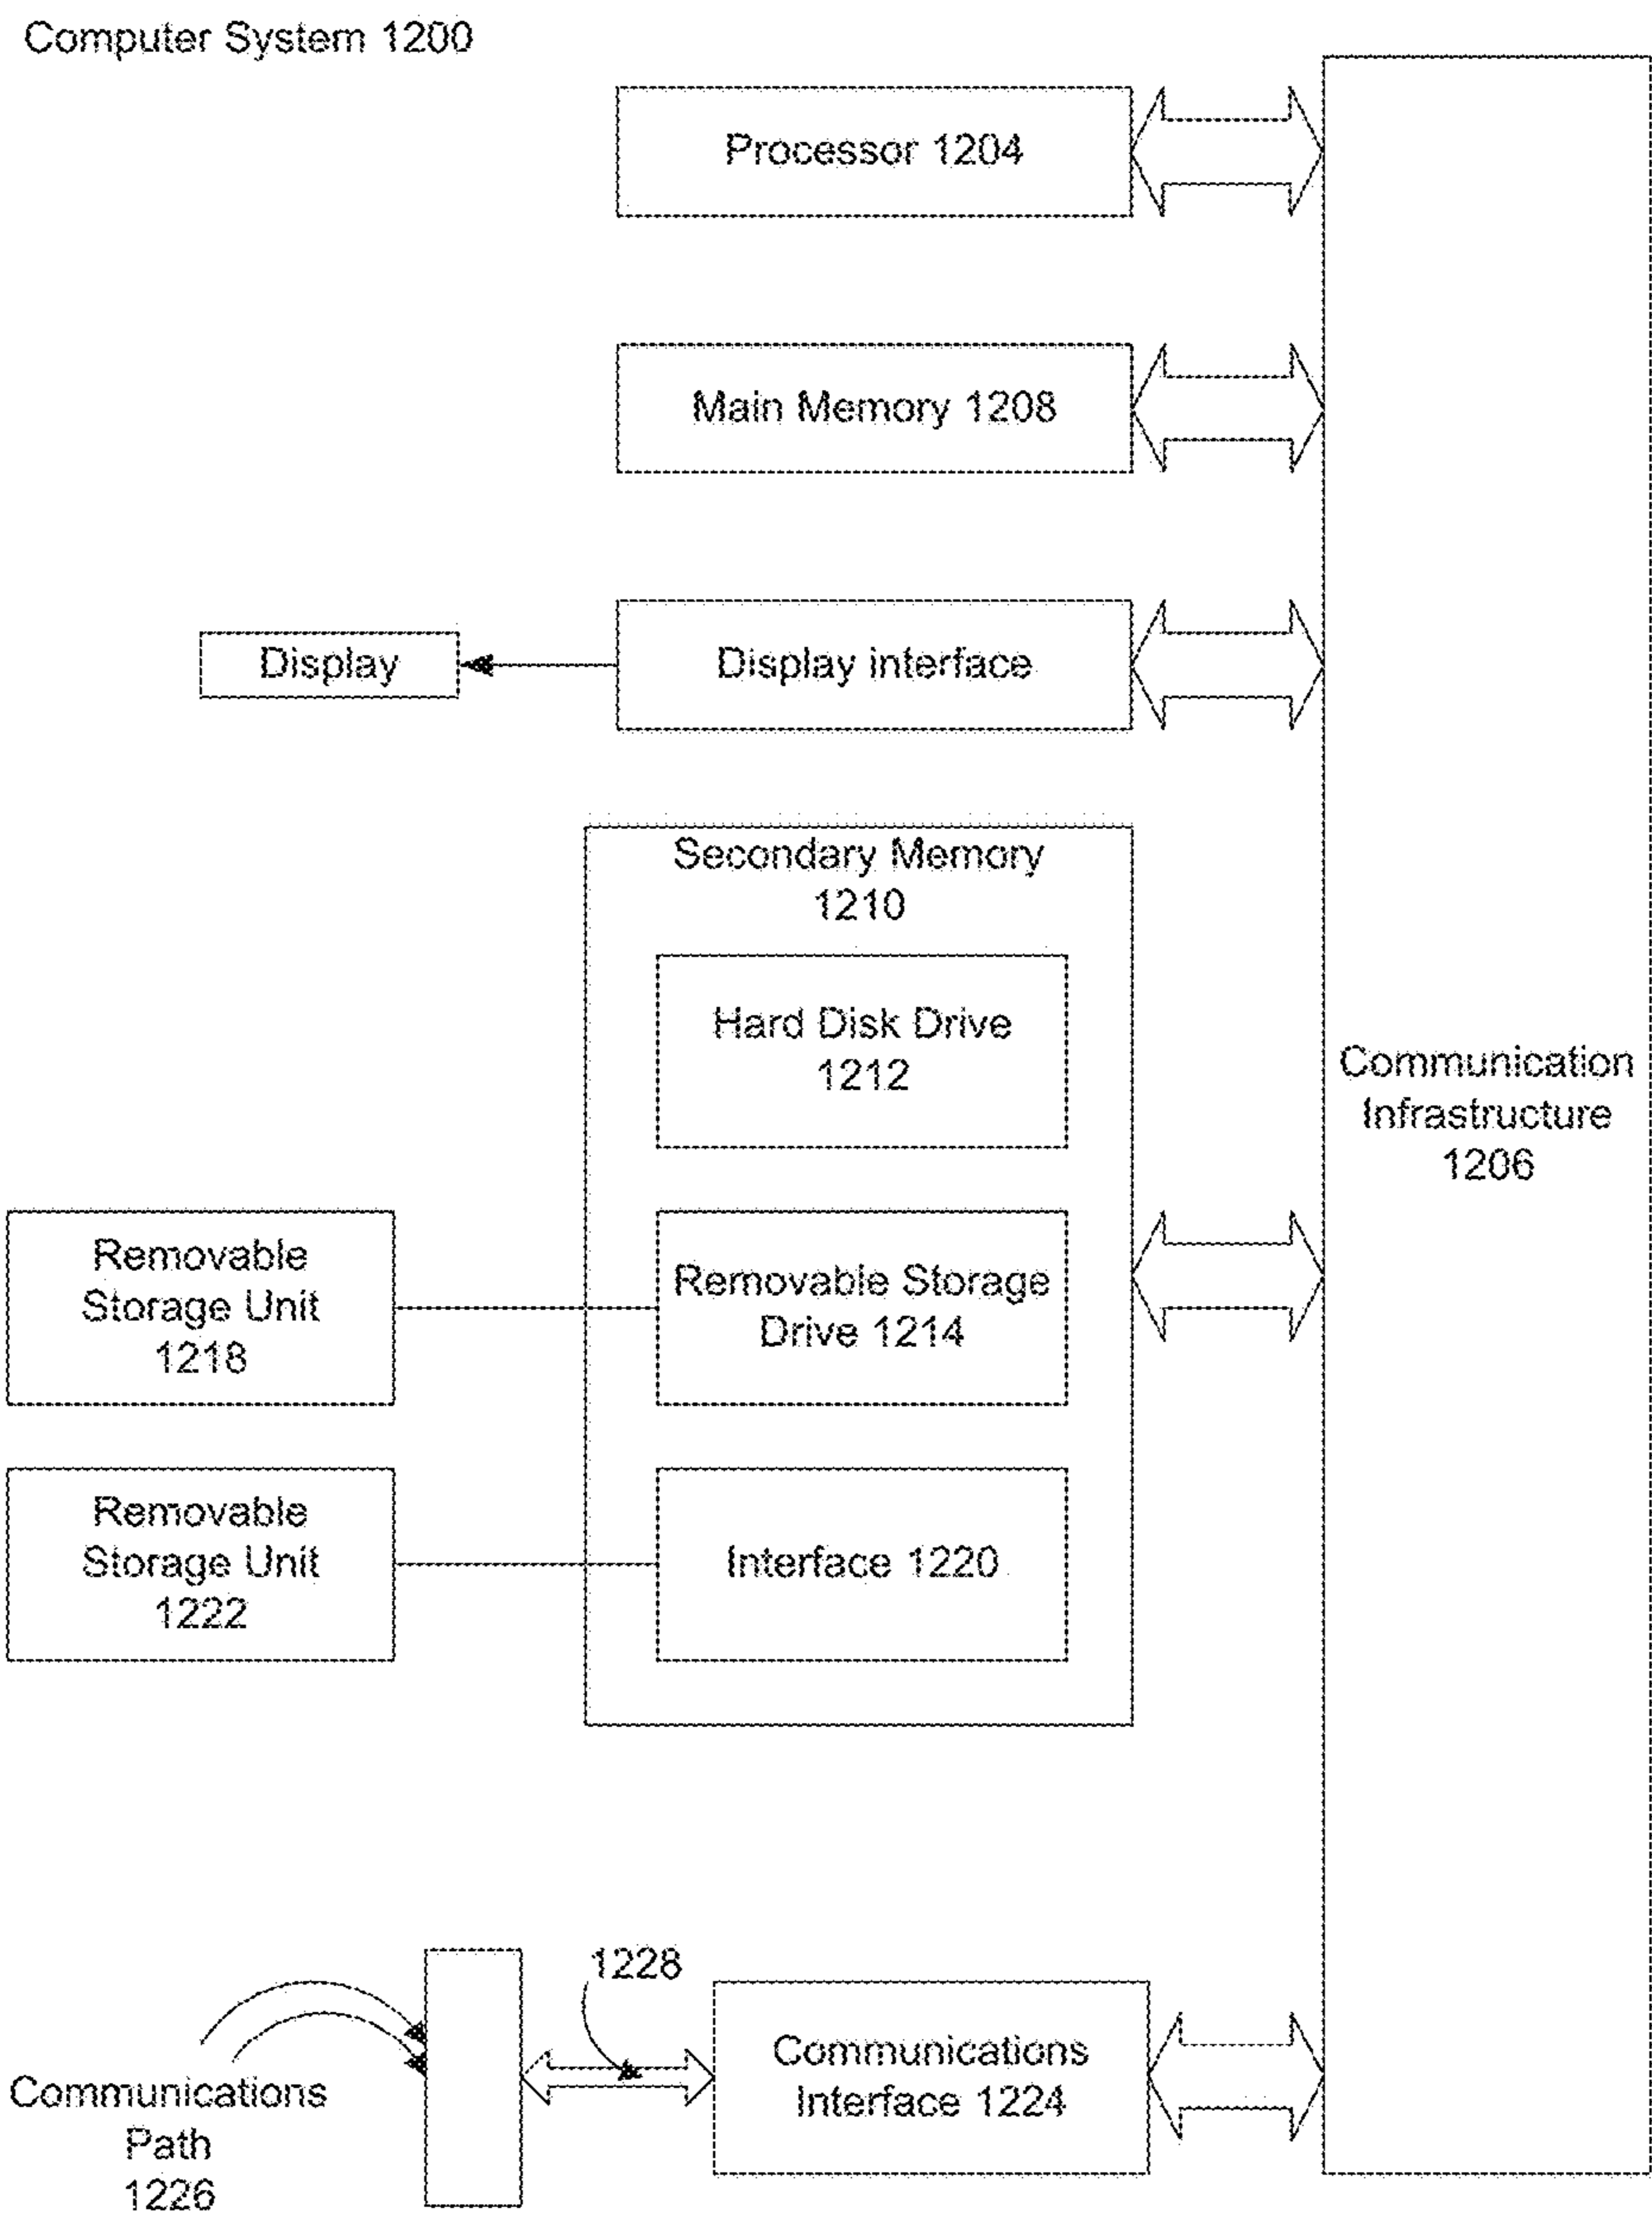 Computer System 1200
Processor 1204
Main Memory 1208
Display
Display interface
Secondary Memory
1210
Hard Disk Drive
1212
Communication
Infrastructure
1206
Removable
Storage Unit
1218
Removable Storage
Drive 1214
Removable
Storage Unit
1222
Interface 1220
1228
Communications
Interface 1224
Communications
Path
1226